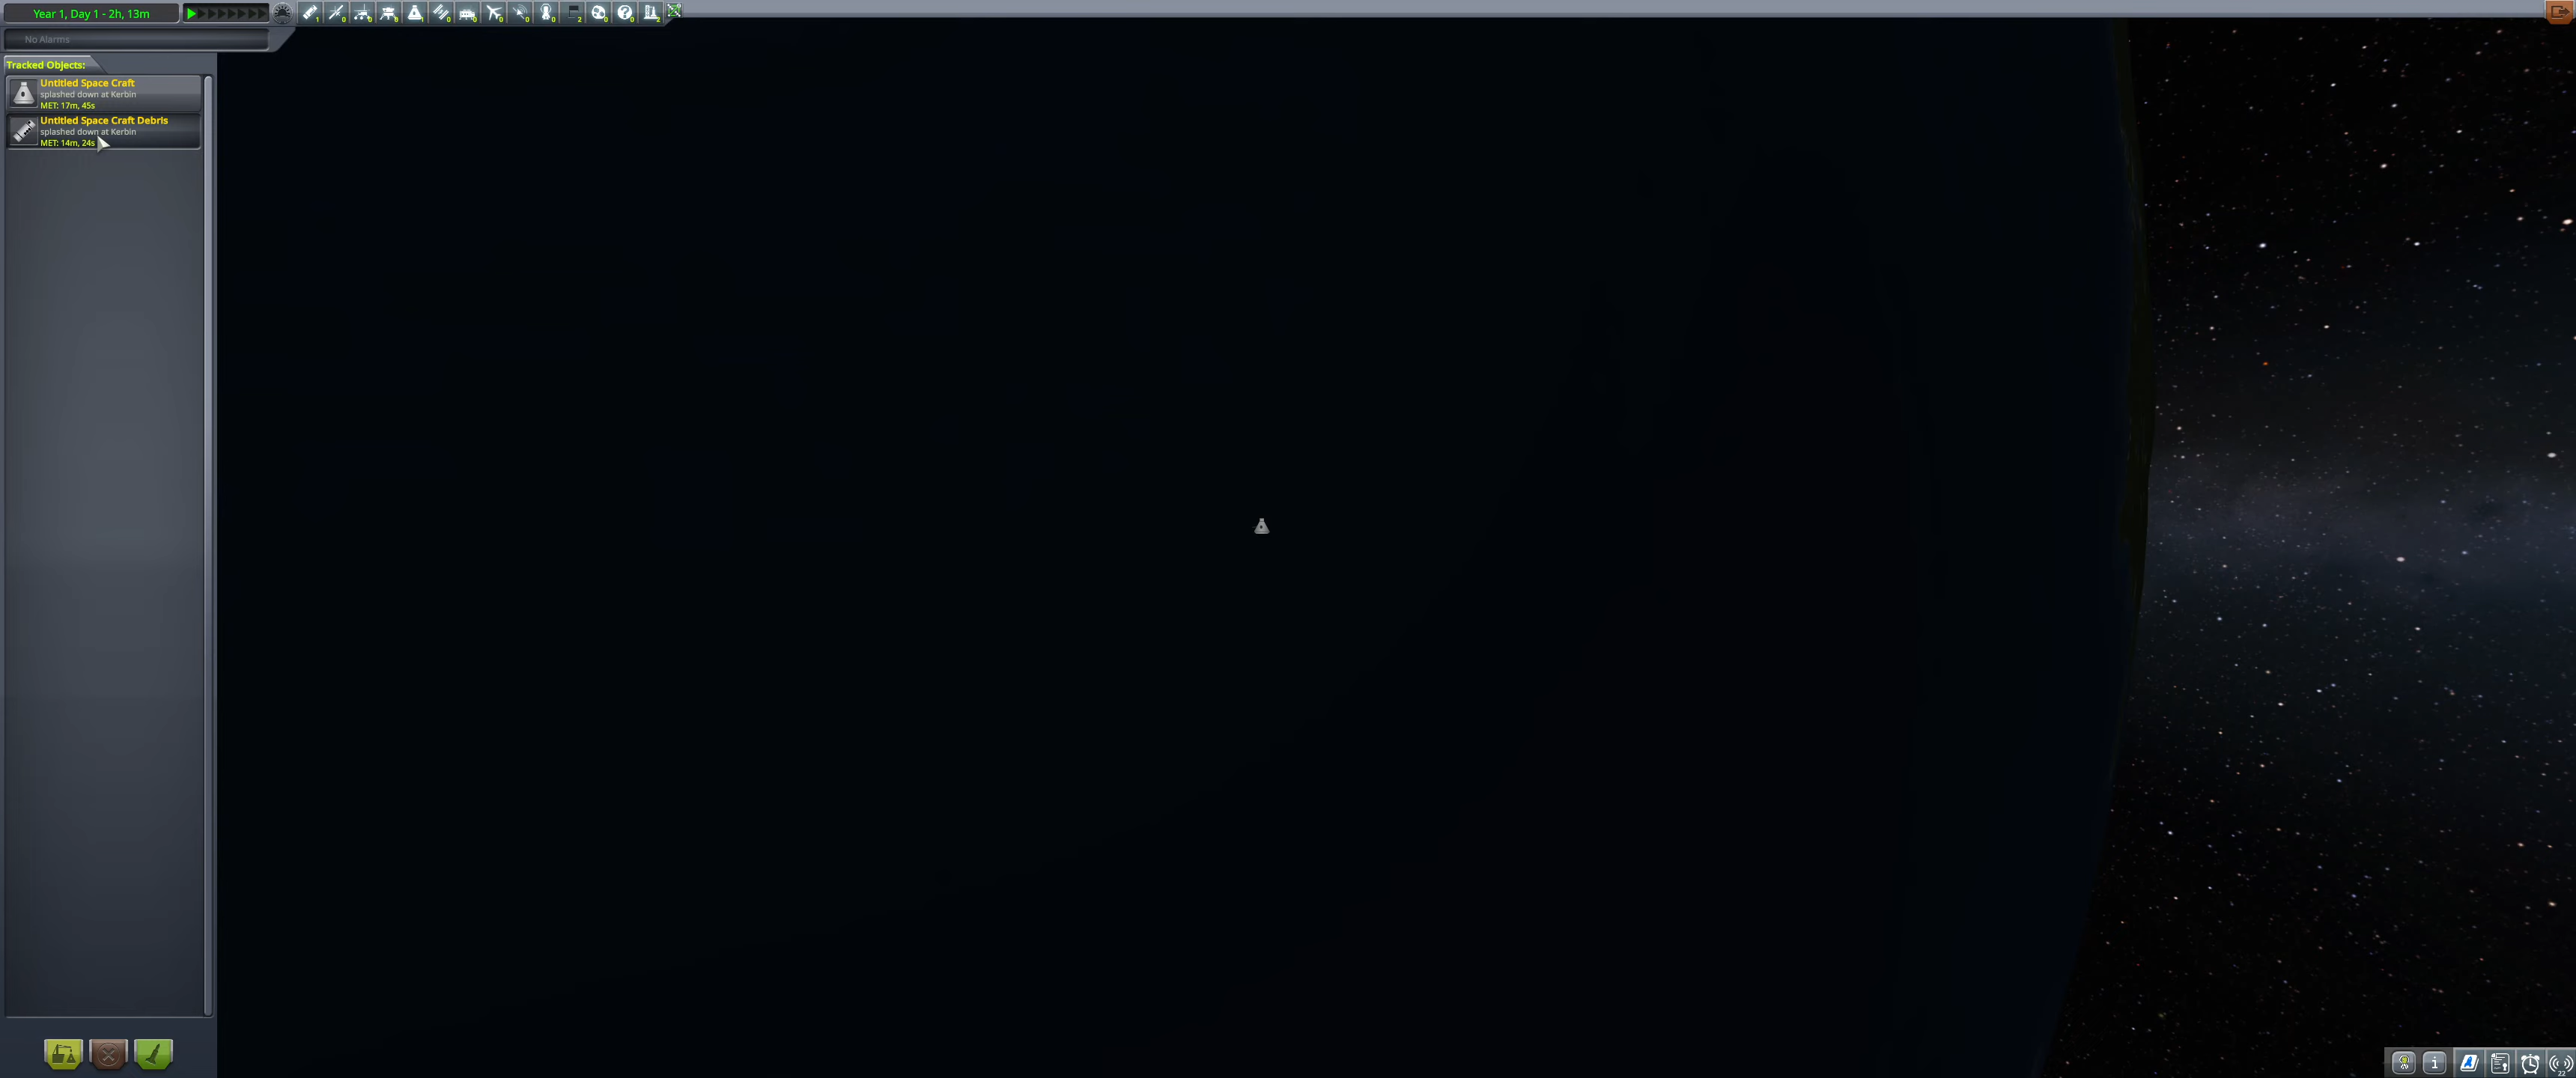 Year 1, Day 1 - 2h, 13m
No Alarms
Tracked Objects:
Untitled Space Craft
splashed down at Kerbin
MET: 17m, 45s
Untitled Space Craft Debris
splashed down at Kerbin
MET: 14m, 24s
22